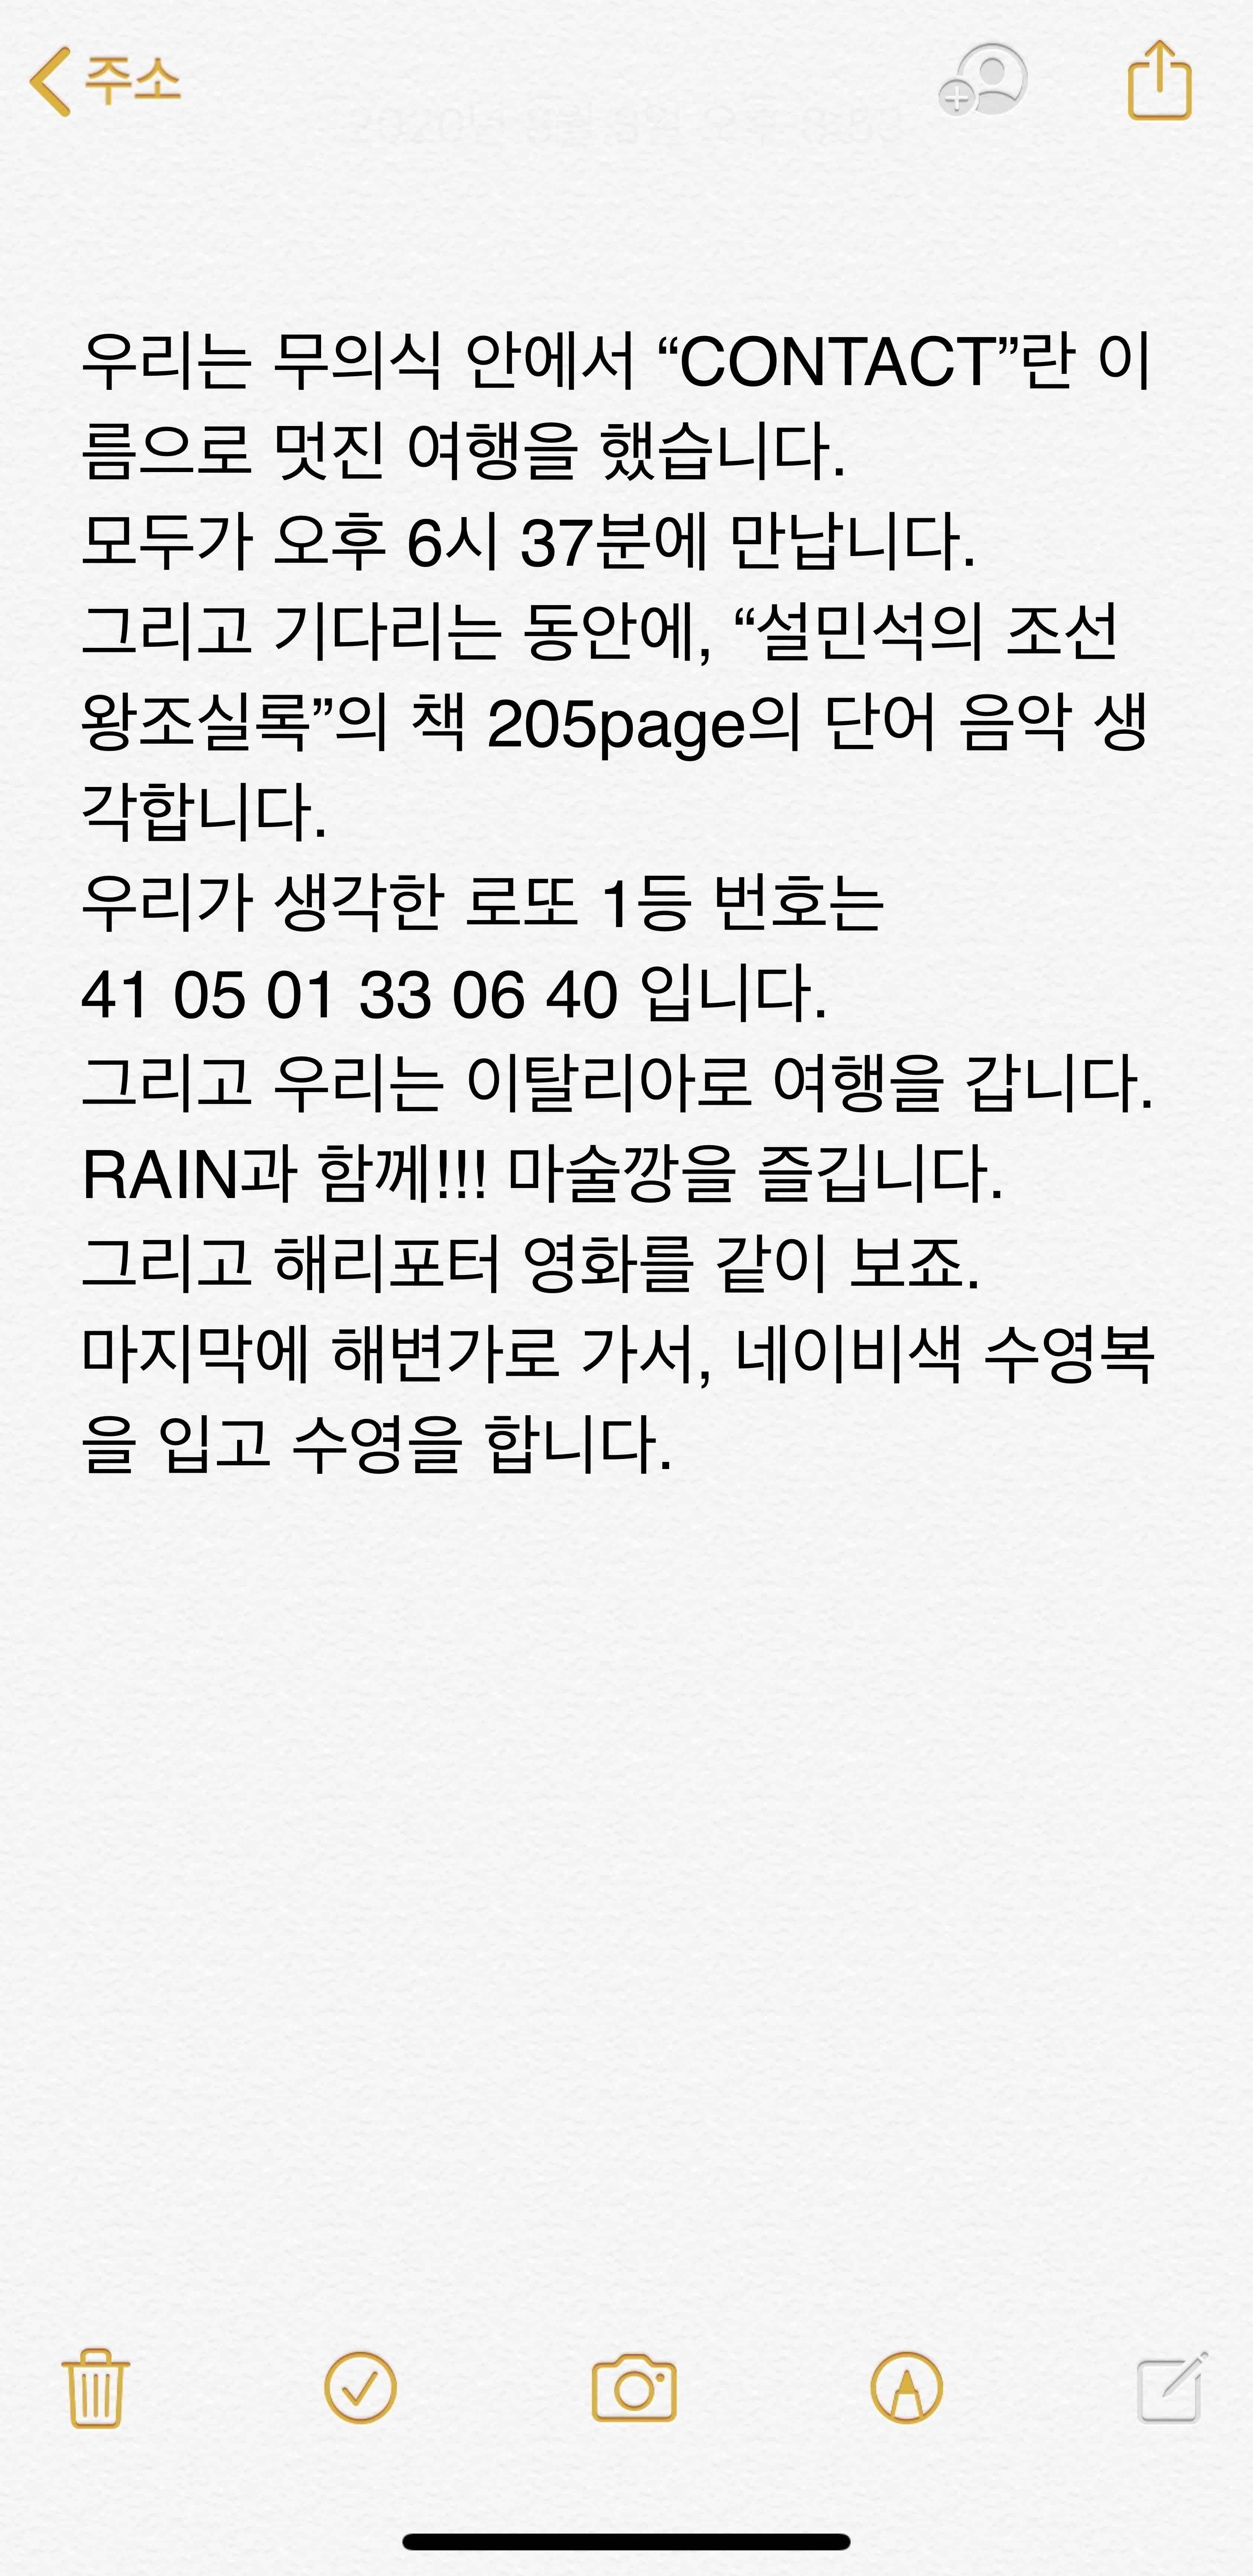 주소
우리는 무의식 안에서 “CONTACT”란 이
름으로 멋진 여행을 했습니다.
모두가 오후 6시 37분에 만납니다.
그리고 기다리는 동안에, “설민석의 조선
왕조실록”의 책 205page의 단어 음악 생
각합니다.
우리가 생각한 로또 1등 번호는
41 05 01 33 06 40 입니다.
그리고 우리는 이탈리아로 여행을 갑니다.
RAIN과 함께!!! 마술깡을 즐깁니다.
그리고 해리포터 영화를 같이 보죠.
마지막에 해변가로 가서, 네이비색 수영복
을 입고 수영을 합니다.